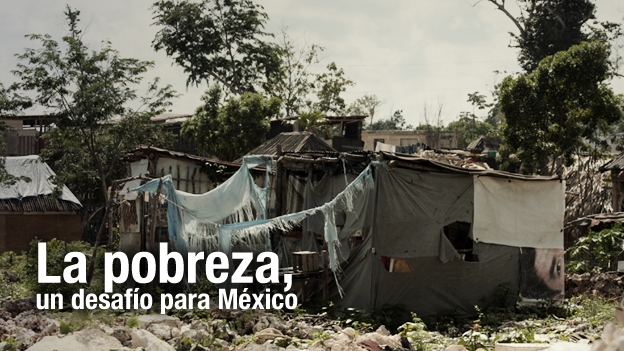 La pobreza,
un desafío para México